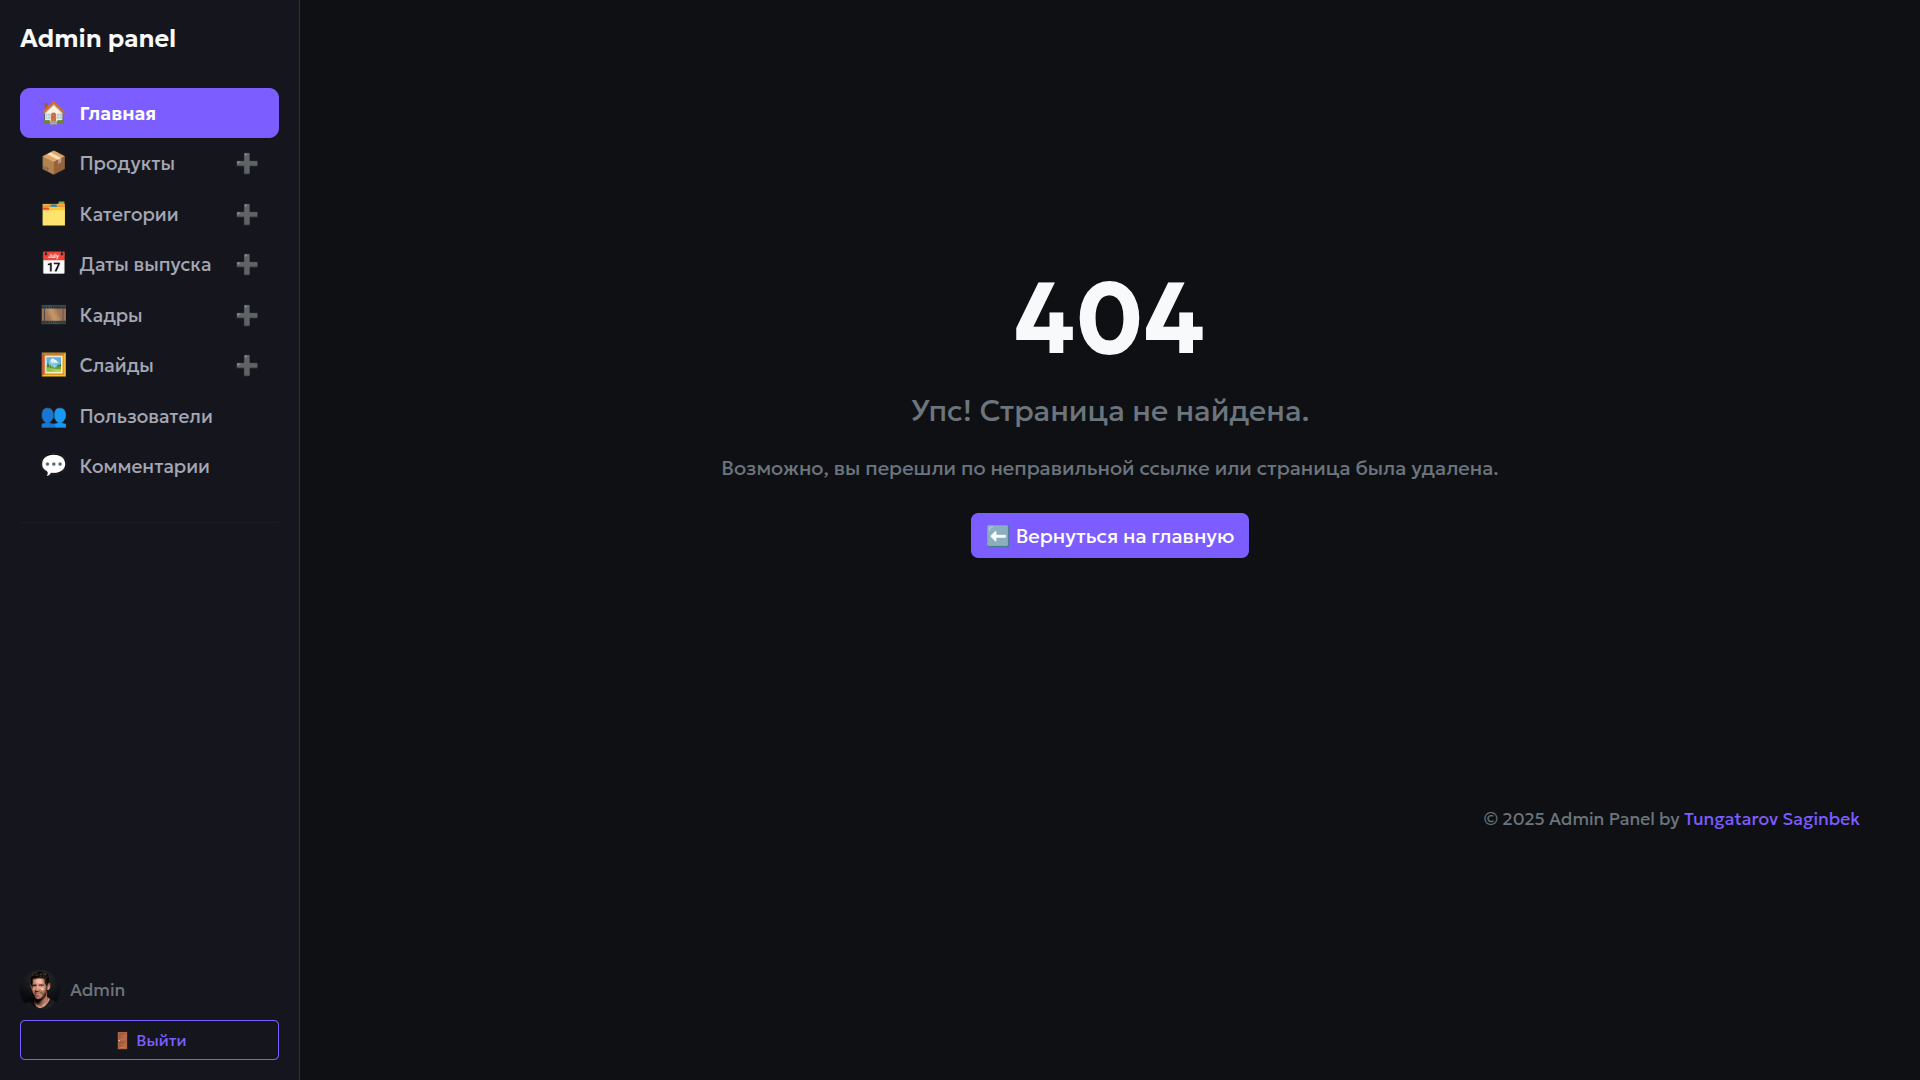 Admin panel
🏠 Главная
📦 Продукты ➕
🗂️ Категории ➕
📅 Даты выпуска ➕
🎞️ Кадры ➕
🖼️ Слайды ➕
👥 Пользователи
💬 Комментарии
404
Упс! Страница не найдена.
Возможно, вы перешли по неправильной ссылке или страница была удалена.
⬅️ Вернуться на главную
© 2025 Admin Panel by Tungatarov Saginbek
Admin
🚪 Выйти